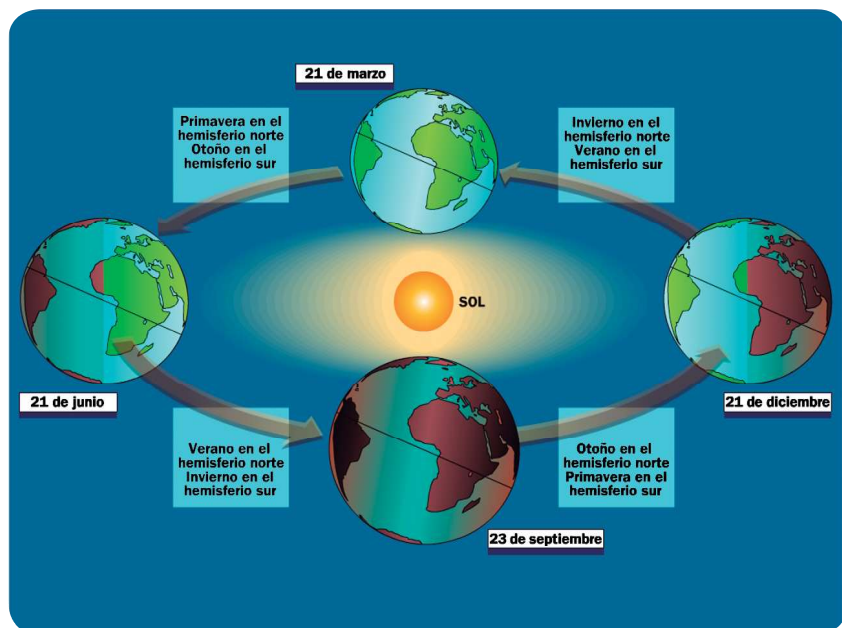 21 de marzo
Primavera en el
hemisferio norte
Otoño en el
hemisferio sur
Invierno en el
hemisferio norte
Verano en el
hemisferio sur
SOL
21 de junio
21 de diciembre
Verano en el
hemisferio norte
Invierno en el
hemisferio sur
Otoño en el
hemisferio norte
Primavera en el
hemisferio sur
23 de septiembre